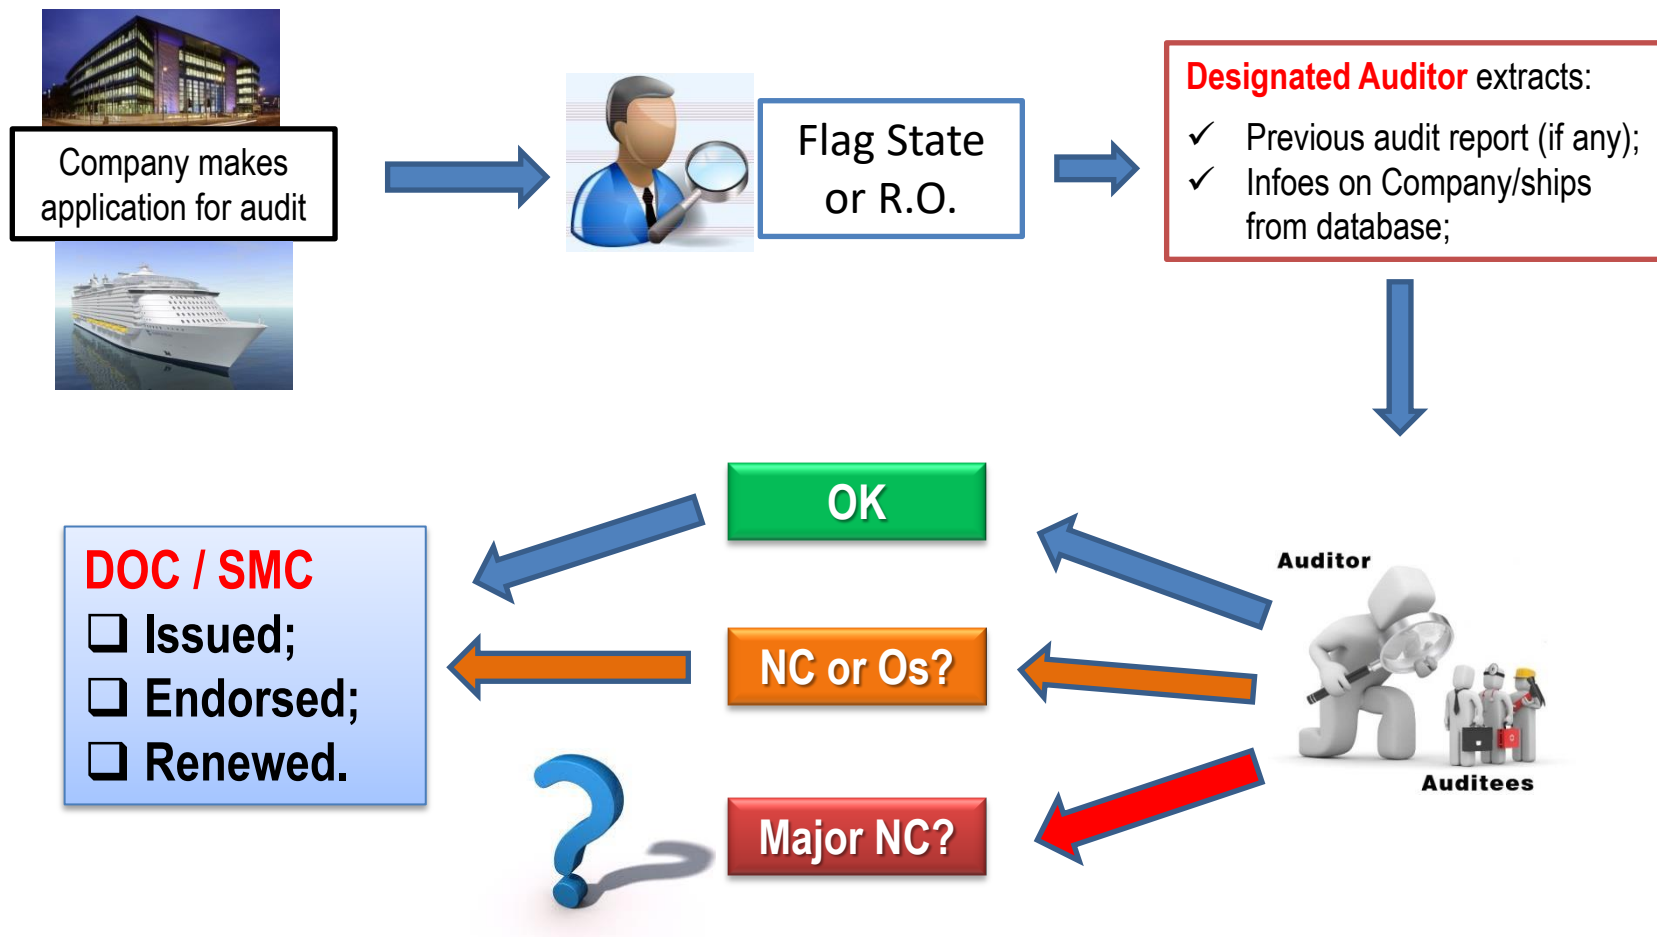 Company makes
application for audit
Flag State
or R.O.
Designated Auditor extracts:
✓ Previous audit report (if any);
✓ Infoes on Company/ships
from database;
OK
NC or Os?
Major NC?
DOC / SMC
❑ Issued;
❑ Endorsed;
❑ Renewed.
Auditor
Auditees